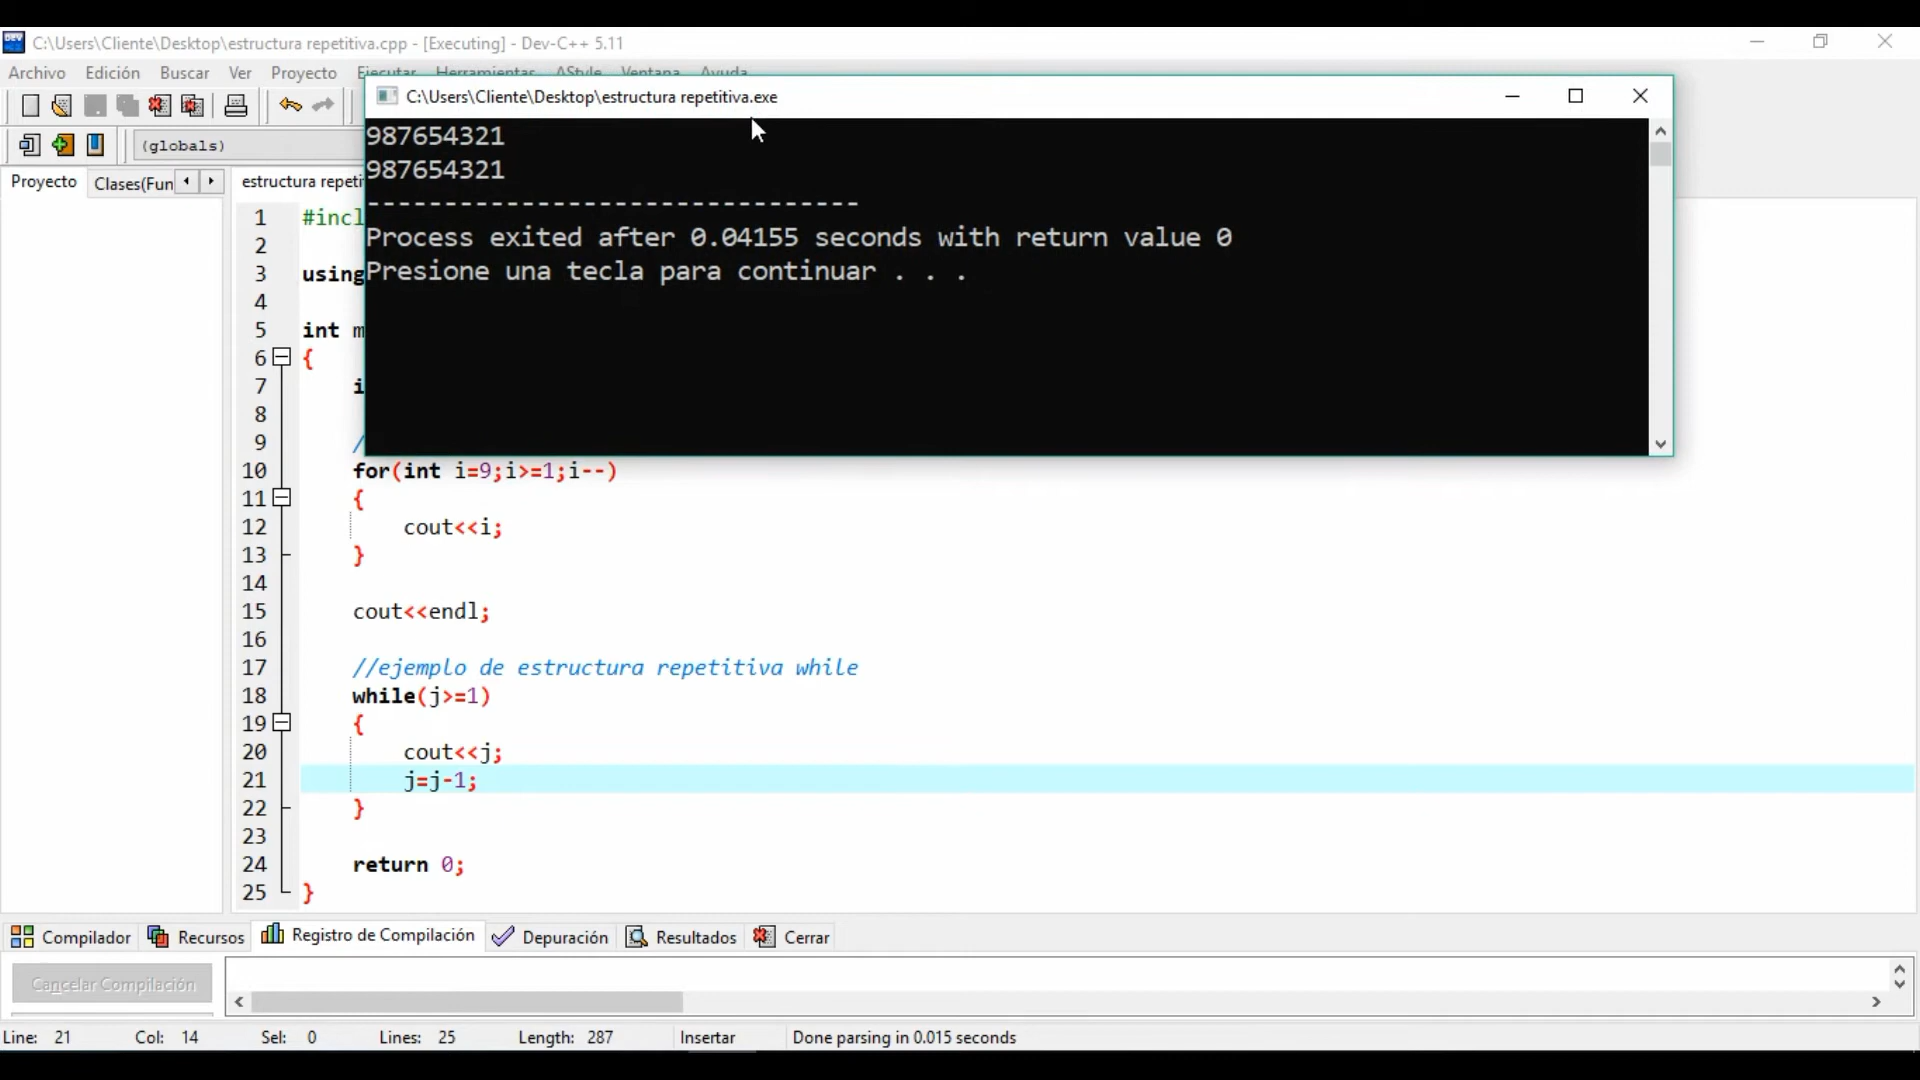 C:\Users\Cliente\Desktop\estructura repetitiva.cpp - [Executing] - Dev-C++ 5.11
Archivo Edición Buscar Ver Proyecto Ejecutar Herramientas AStyle Ventana Ayuda
C:\Users\Cliente\Desktop\estructura repetitiva.exe
987654321
987654321
--------------------------------
Process exited after 0.04155 seconds with return value 0
Presione una tecla para continuar . . .
(globals)
Proyecto Clases(Fun
estructura repeti
1 #incl
2
3 using
4
5 int m
6 {
7 i
8
9 /
10 for(int i=9;i>=1;i--)
11 {
12 cout<<i;
13 }
14
15 cout<<endl;
16
17 //ejemplo de estructura repetitiva while
18 while(j>=1)
19 {
20 cout<<j;
21 j=j-1;
22 }
23
24 return 0;
25 }
Compilador Recursos Registro de Compilación Depuración Resultados Cerrar
Cancelar Compilación
Line: 21 Col: 14 Sel: 0 Lines: 25 Length: 287 Insertar Done parsing in 0.015 seconds